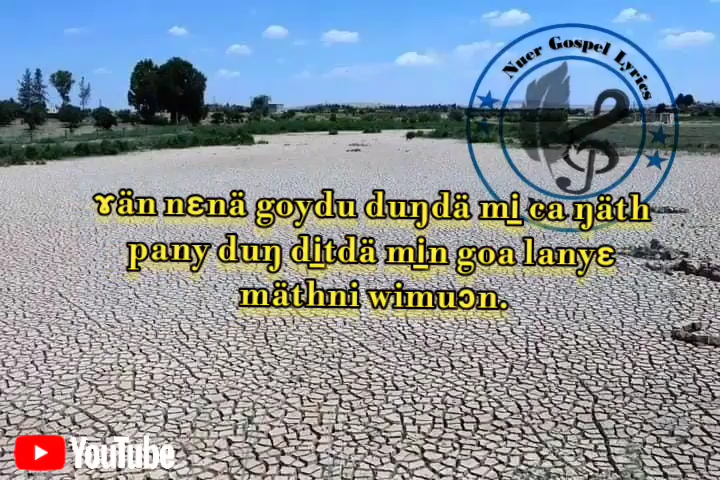 Nuer Gospel Lyrics
ɤän nɛnä goydu duŋdä mi̱ ca ŋäth
pany duŋ di̱tdä mi̱n goa lanyɛ
mäthni wimuɔn.
YouTube